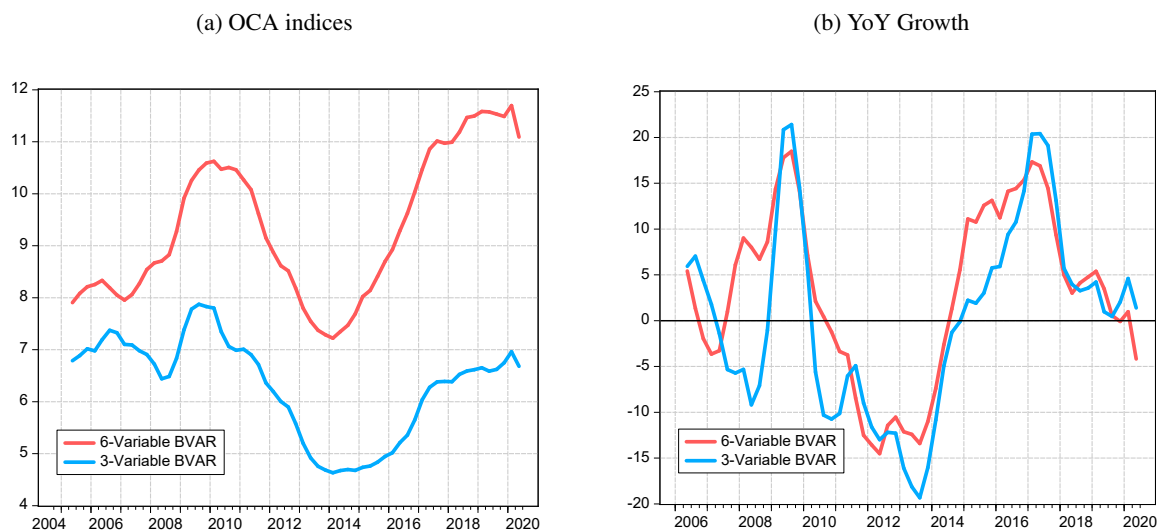 (a) OCA indices
12
11
10
9
8
7
6
5
4
6-Variable BVAR
3-Variable BVAR
2004 2006 2008 2010 2012 2014 2016 2018 2020
(b) YoY Growth
25
20
15
10
5
0
-5
-10
-15
-20
6-Variable BVAR
3-Variable BVAR
2006 2008 2010 2012 2014 2016 2018 2020